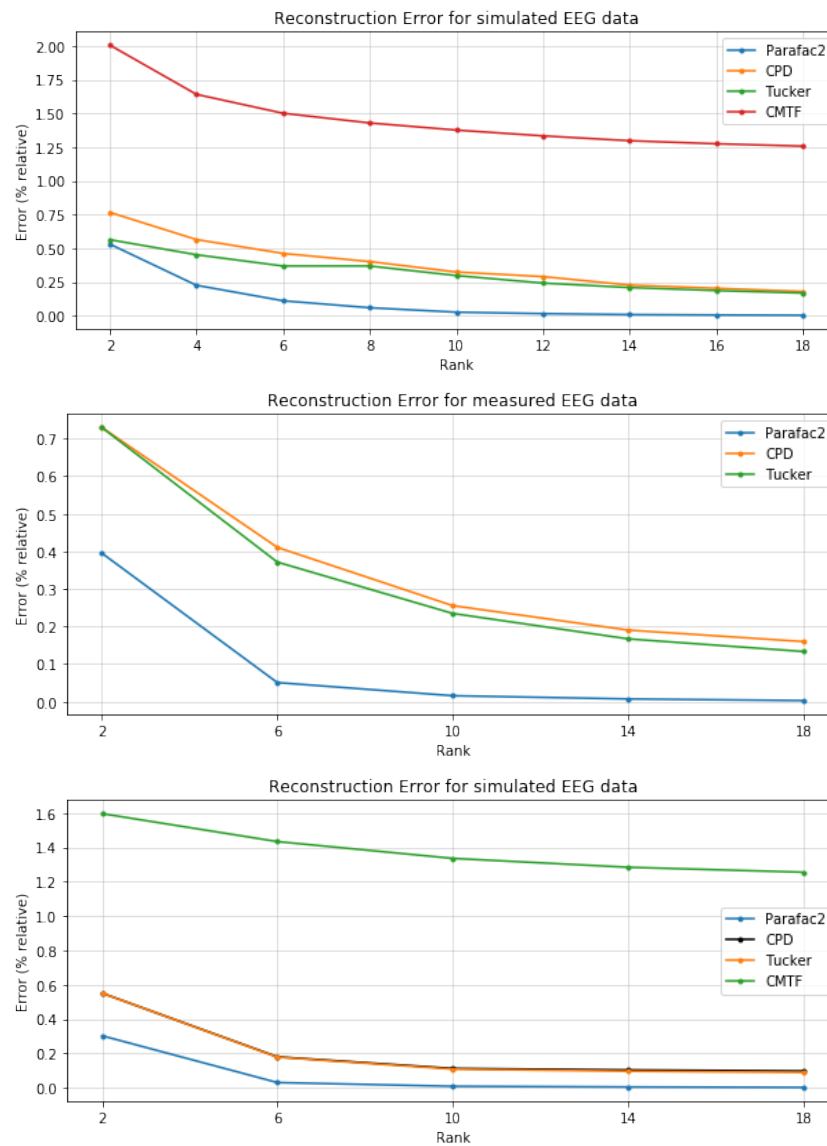 Reconstruction Error for simulated EEG data
2.00
1.75
1.50
1.25
1.00
0.75
0.50
0.25
0.00
Error (% relative)
Parafac2
CPD
Tucker
CMTF
2 4 6 8 10 12 14 16 18
Rank
Reconstruction Error for measured EEG data
0.7
0.6
0.5
0.4
0.3
0.2
0.1
0.0
Error (% relative)
Parafac2
CPD
Tucker
2 6 10 14 18
Rank
Reconstruction Error for simulated EEG data
1.6
1.4
1.2
1.0
0.8
0.6
0.4
0.2
0.0
Error (% relative)
Parafac2
CPD
Tucker
CMTF
2 6 10 14 18
Rank